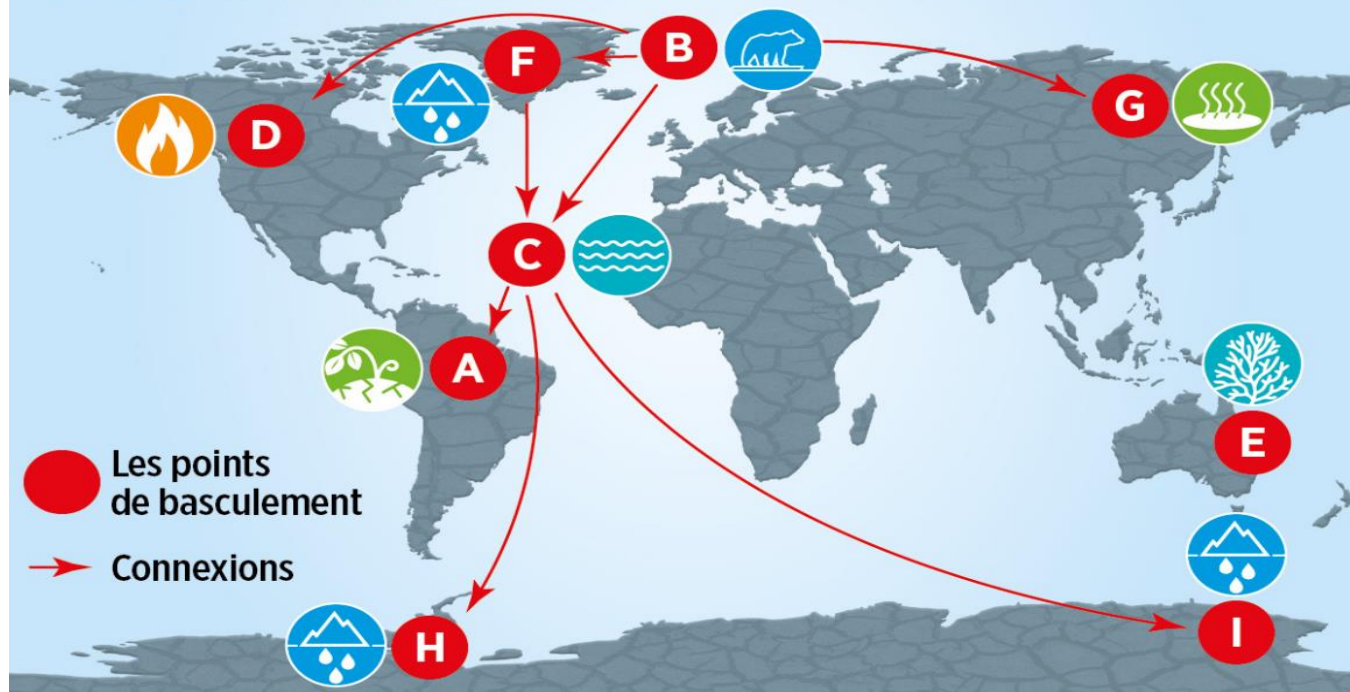 B
F
G
D
C
A
E
Les points
de basculement
Connexions
H
I